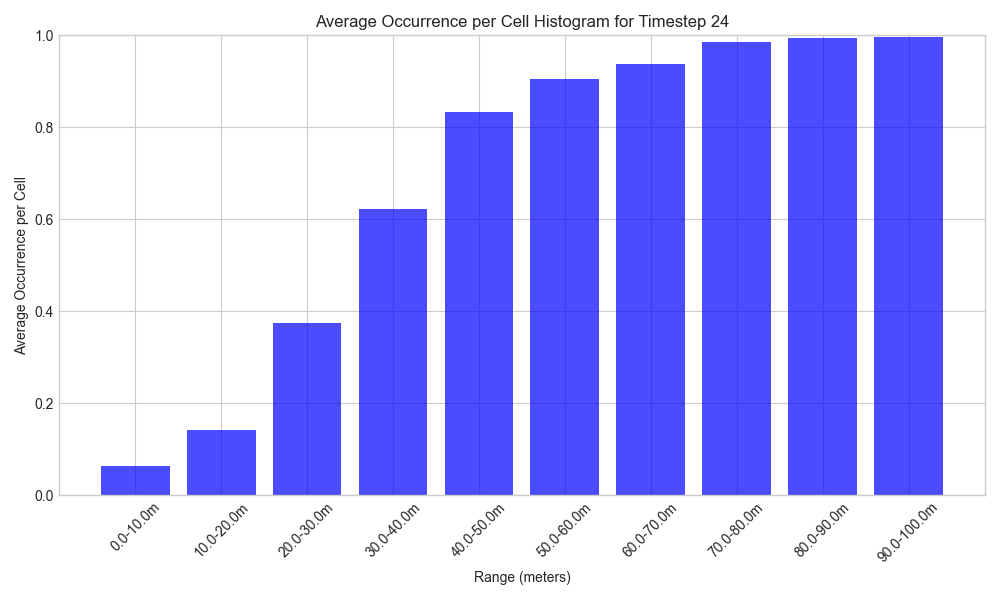 Average Occurrence per Cell Histogram for Timestep 24
Average Occurrence per Cell
1.0
0.8
0.6
0.4
0.2
0.0
0.0-10.0m
10.0-20.0m
20.0-30.0m
30.0-40.0m
40.0-50.0m
50.0-60.0m
60.0-70.0m
70.0-80.0m
80.0-90.0m
90.0-100.0m
Range (meters)